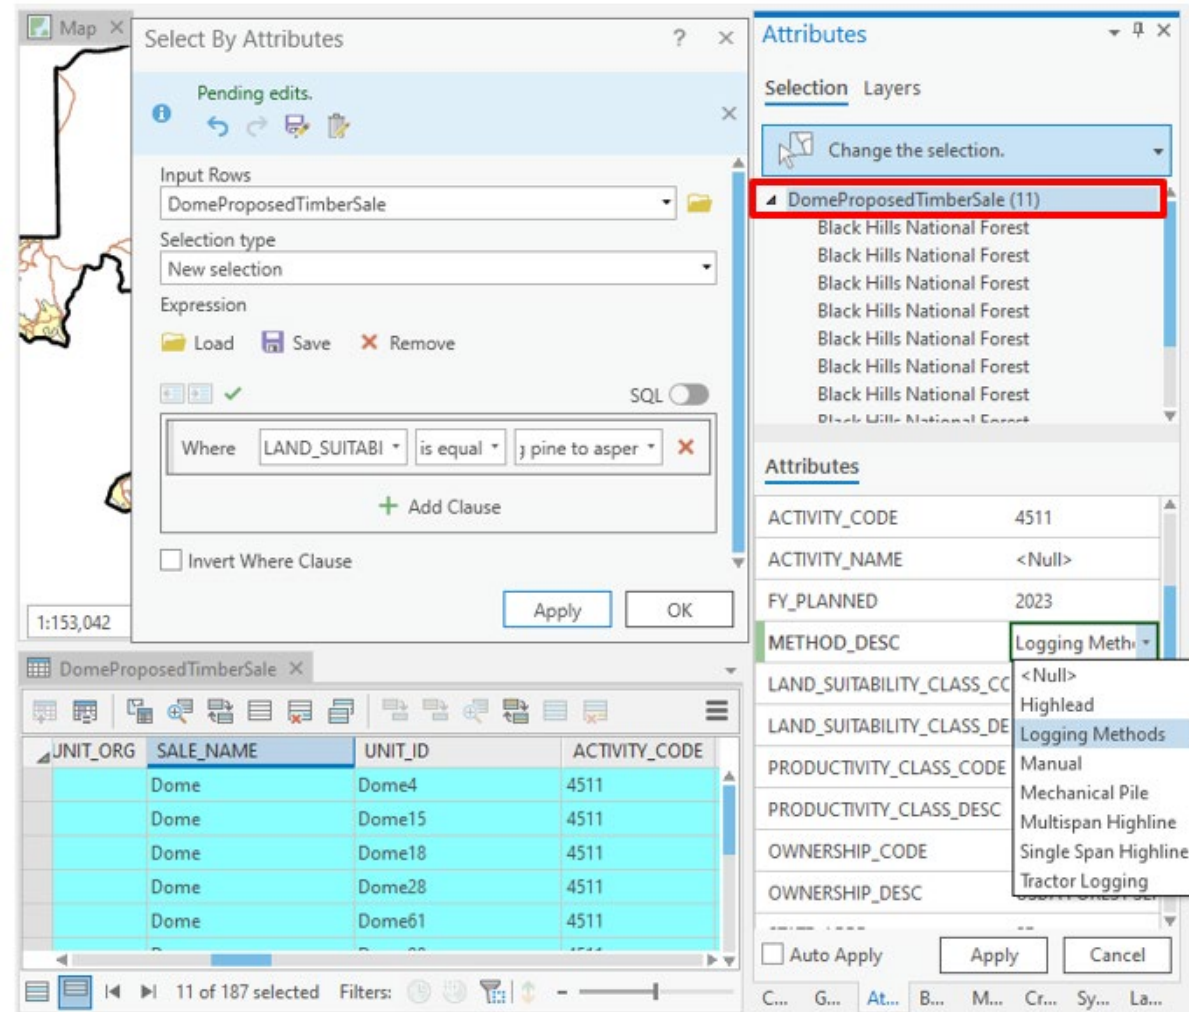 Map
Select By Attributes
?
Pending edits.
Input Rows
DomeProposedTimberSale
Selection type
New selection
Expression
Load Save Remove
SQL
Where LAND_SUITABI is equal pine to asper
Add Clause
Invert Where Clause
Apply OK
1:153,042
DomeProposedTimberSale
UNIT_ORG SALE_NAME UNIT_ID ACTIVITY_CODE
Dome Dome4 4511
Dome Dome15 4511
Dome Dome18 4511
Dome Dome28 4511
Dome Dome61 4511
11 of 187 selected Filters:
Attributes
Selection Layers
Change the selection.
DomeProposedTimberSale (11)
Black Hills National Forest
Black Hills National Forest
Black Hills National Forest
Black Hills National Forest
Black Hills National Forest
Black Hills National Forest
Black Hills National Forest
Black Hills National Forest
Attributes
ACTIVITY_CODE 4511
ACTIVITY_NAME <Null>
FY_PLANNED 2023
METHOD_DESC Logging Meth
LAND_SUITABILITY_CLASS_CO
LAND_SUITABILITY_CLASS_DE
PRODUCTIVITY_CLASS_CODE
PRODUCTIVITY_CLASS_DESC
OWNERSHIP_CODE
OWNERSHIP_DESC
<Null>
Highlead
Logging Methods
Manual
Mechanical Pile
Multispan Highline
Single Span Highline
Tractor Logging
Auto Apply Apply Cancel
C... G... At... B... M... Cr... Sy... La...